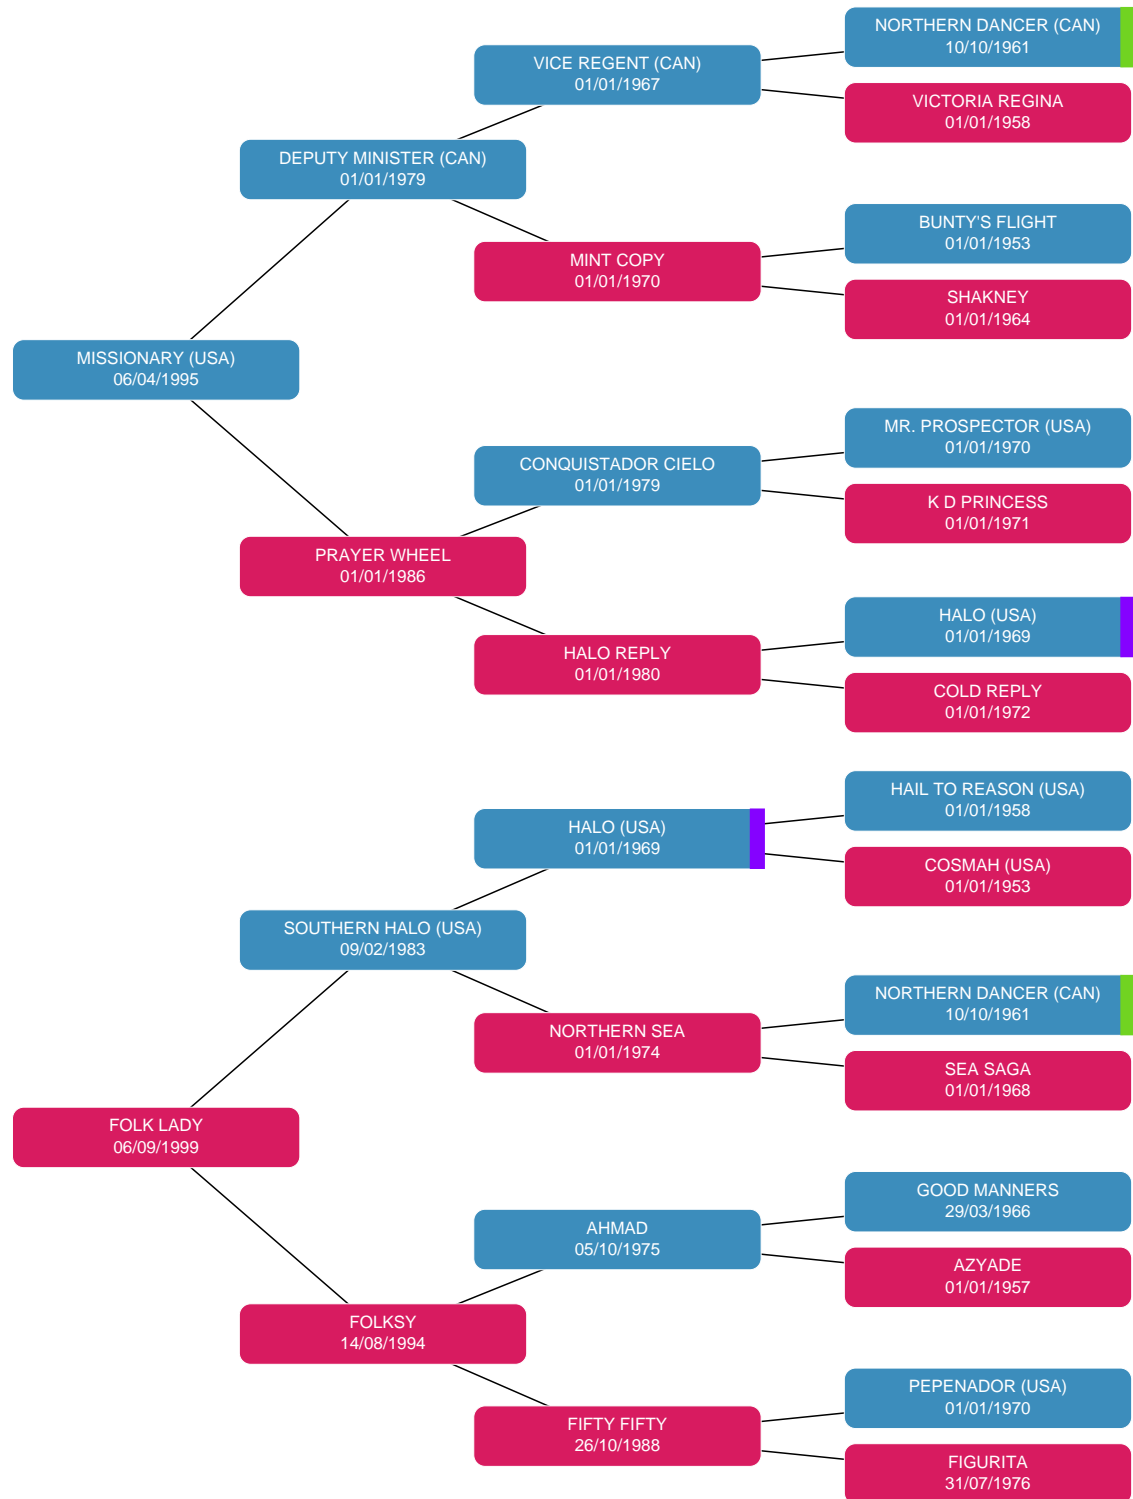 NORTHERN DANCER (CAN)
10/10/1961
VICE REGENT (CAN)
01/01/1967
VICTORIA REGINA
01/01/1958
DEPUTY MINISTER (CAN)
01/01/1979
BUNTY'S FLIGHT
01/01/1953
MINT COPY
01/01/1970
SHAKNEY
01/01/1964
MISSIONARY (USA)
06/04/1995
MR. PROSPECTOR (USA)
01/01/1970
CONQUISTADOR CIELO
01/01/1979
K D PRINCESS
01/01/1971
PRAYER WHEEL
01/01/1986
HALO (USA)
01/01/1969
HALO REPLY
01/01/1980
COLD REPLY
01/01/1972
HAIL TO REASON (USA)
01/01/1958
HALO (USA)
01/01/1969
COSMAH (USA)
01/01/1953
SOUTHERN HALO (USA)
09/02/1983
NORTHERN DANCER (CAN)
10/10/1961
NORTHERN SEA
01/01/1974
SEA SAGA
01/01/1968
FOLK LADY
06/09/1999
GOOD MANNERS
29/03/1966
AHMAD
05/10/1975
AZYADE
01/01/1957
FOLKSY
14/08/1994
PEPENADOR (USA)
01/01/1970
FIFTY FIFTY
26/10/1988
FIGURITA
31/07/1976